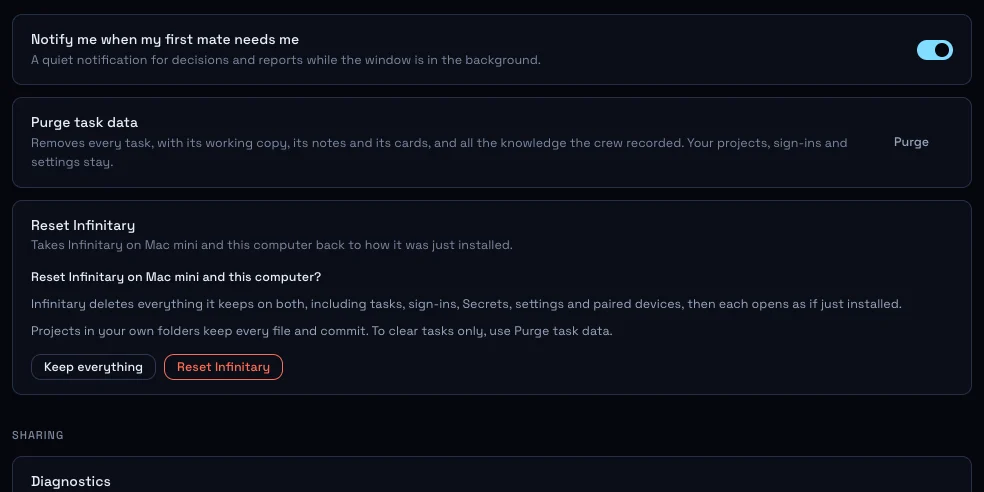 Notify me when my first mate needs me
A quiet notification for decisions and reports while the window is in the background.
Purge task data
Removes every task, with its working copy, its notes and its cards, and all the knowledge the crew recorded. Your projects, sign-ins and
settings stay.
Purge
Reset Infinitary
Takes Infinitary on Mac mini and this computer back to how it was just installed.
Reset Infinitary on Mac mini and this computer?
Infinitary deletes everything it keeps on both, including tasks, sign-ins, Secrets, settings and paired devices, then each opens as if just installed.
Projects in your own folders keep every file and commit. To clear tasks only, use Purge task data.
Keep everything
Reset Infinitary
SHARING
Diagnostics